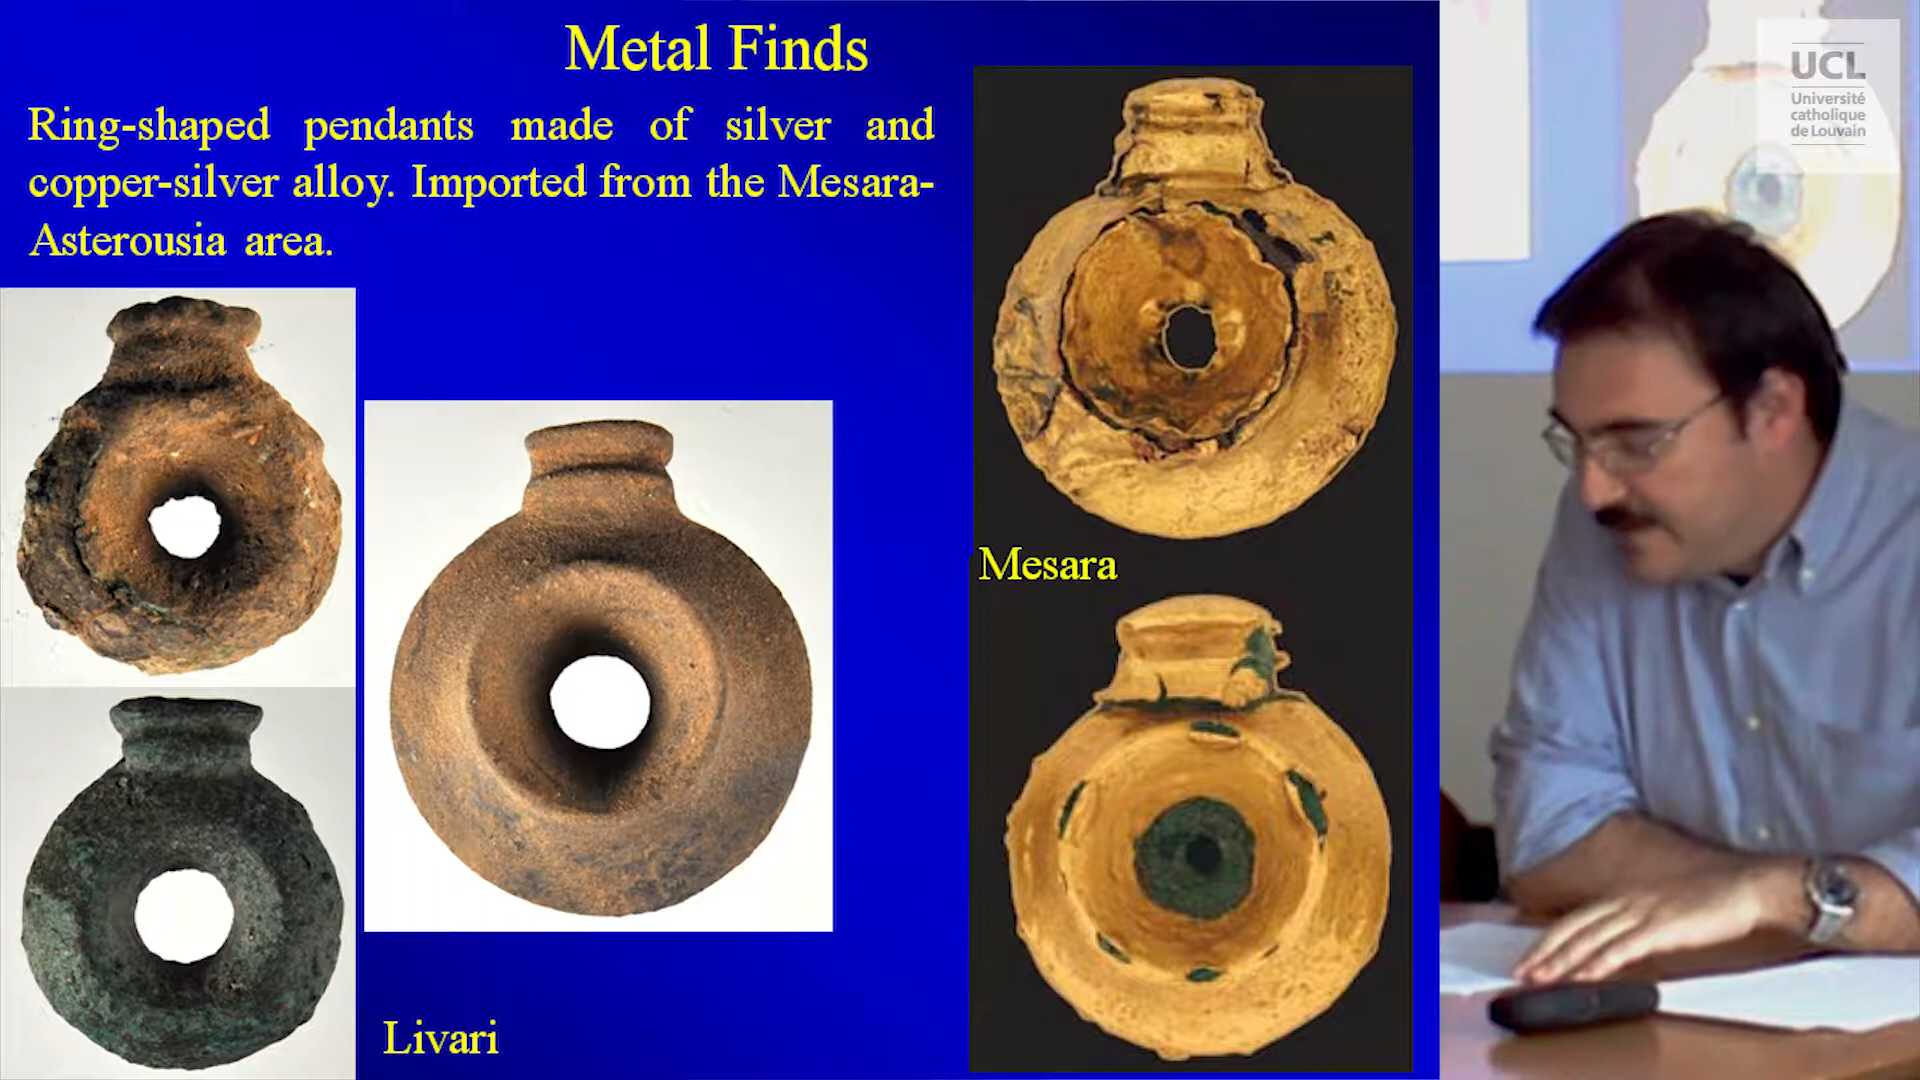 Metal Finds
Ring-shaped pendants made of silver and
copper-silver alloy. Imported from the Mesara-
Asterousia area.
Mesara
Livari
UCL
Université
catholique
de Louvain